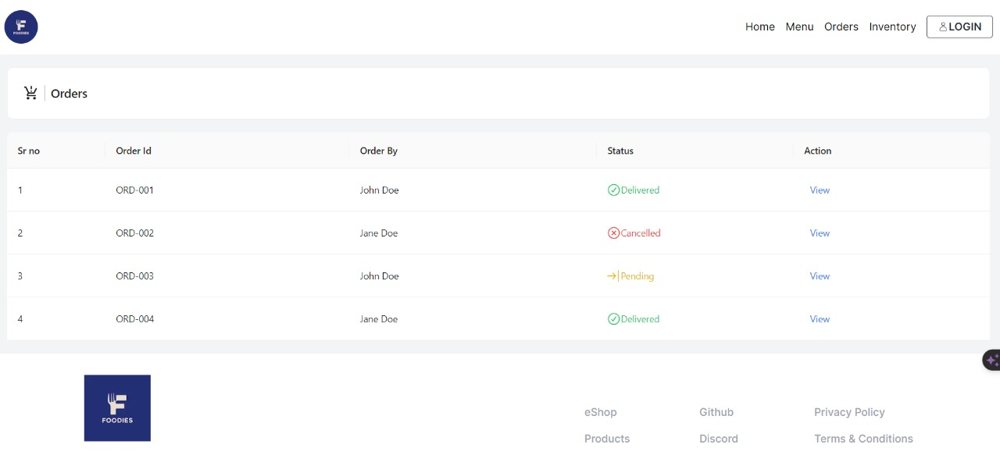 F
FOODIES
Home Menu Orders Inventory LOGIN
Orders
Sr no Order Id Order By Status Action
1 ORD-001 John Doe Delivered View
2 ORD-002 Jane Doe Cancelled View
3 ORD-003 John Doe Pending View
4 ORD-004 Jane Doe Delivered View
F
FOODIES
eShop Github Privacy Policy
Products Discord Terms & Conditions